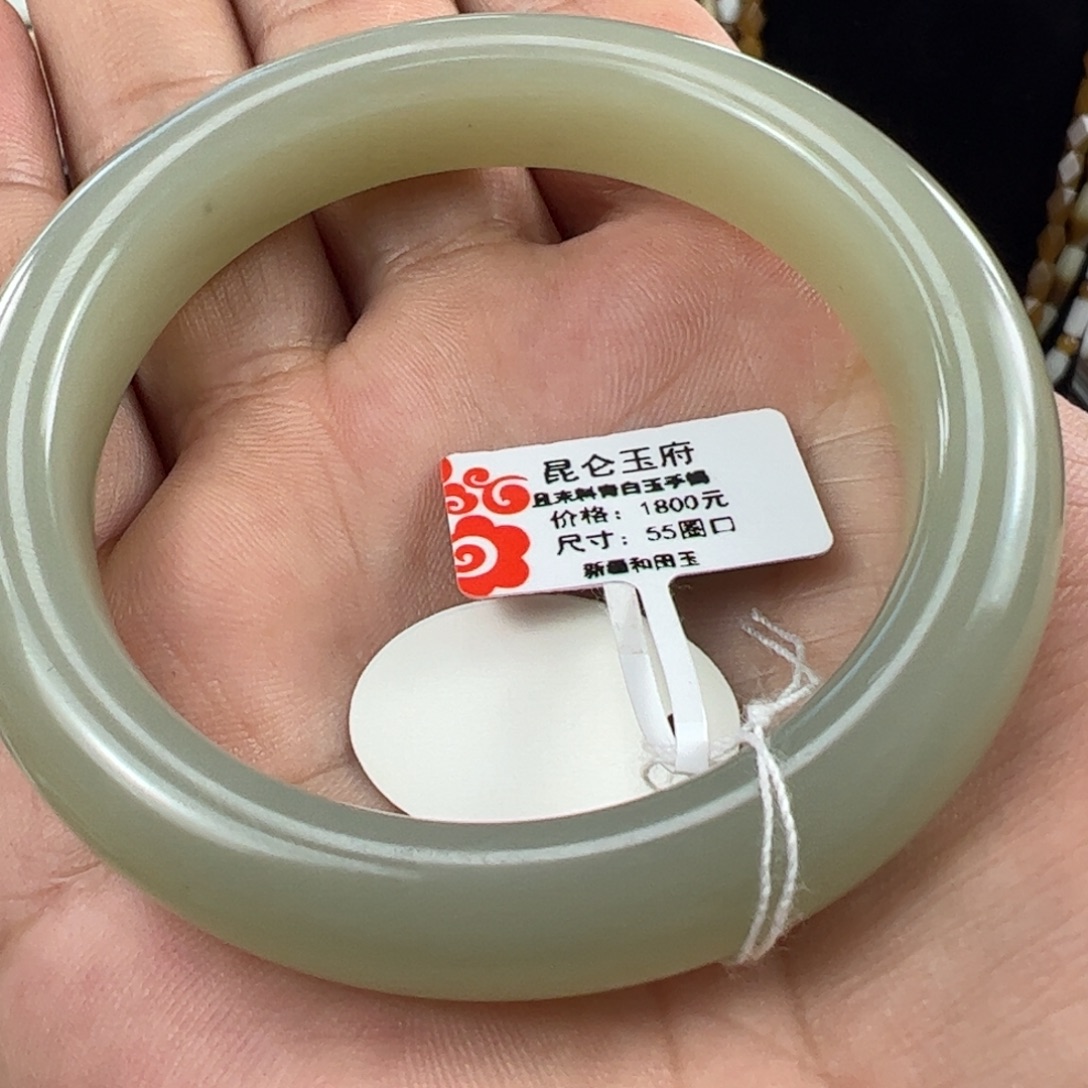 昆仑玉府
且末料青白玉手镯
价格：1800元
尺寸：55圈口
新疆和田玉